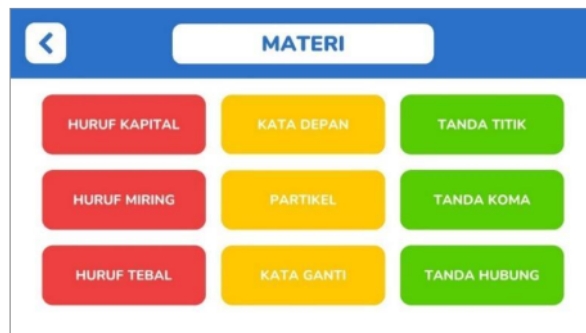 MATERI
HURUF KAPITAL
KATA DEPAN
TANDA TITIK
HURUF MIRING
PARTIKEL
TANDA KOMA
HURUF TEBAL
KATA GANTI
TANDA HUBUNG